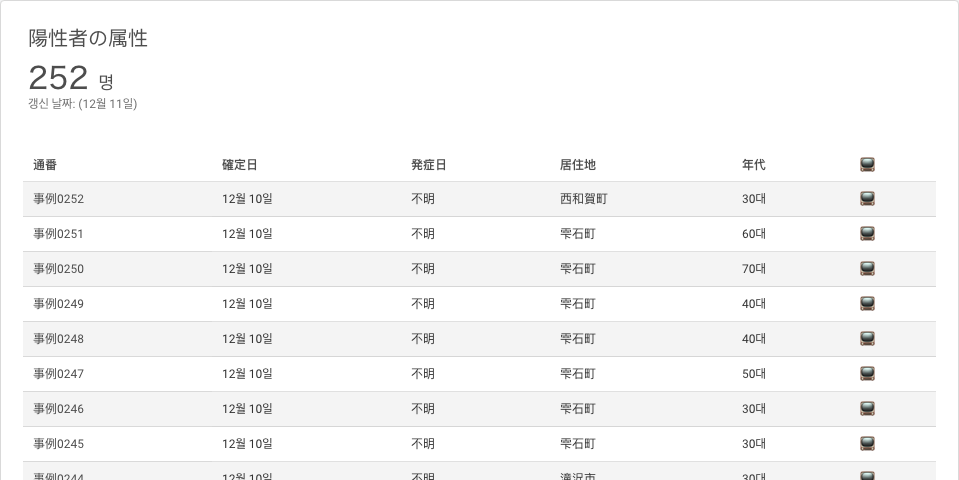 陽性者の属性
252 명
갱신 날짜: (12월 11일)
通番 確定日 発症日 居住地 年代
事例0252 12월 10일 不明 西和賀町 30대
事例0251 12월 10일 不明 雫石町 60대
事例0250 12월 10일 不明 雫石町 70대
事例0249 12월 10일 不明 雫石町 40대
事例0248 12월 10일 不明 雫石町 40대
事例0247 12월 10일 不明 雫石町 50대
事例0246 12월 10일 不明 雫石町 30대
事例0245 12월 10일 不明 雫石町 30대
事例0244 12월 10일 不明 滝沢市 30대